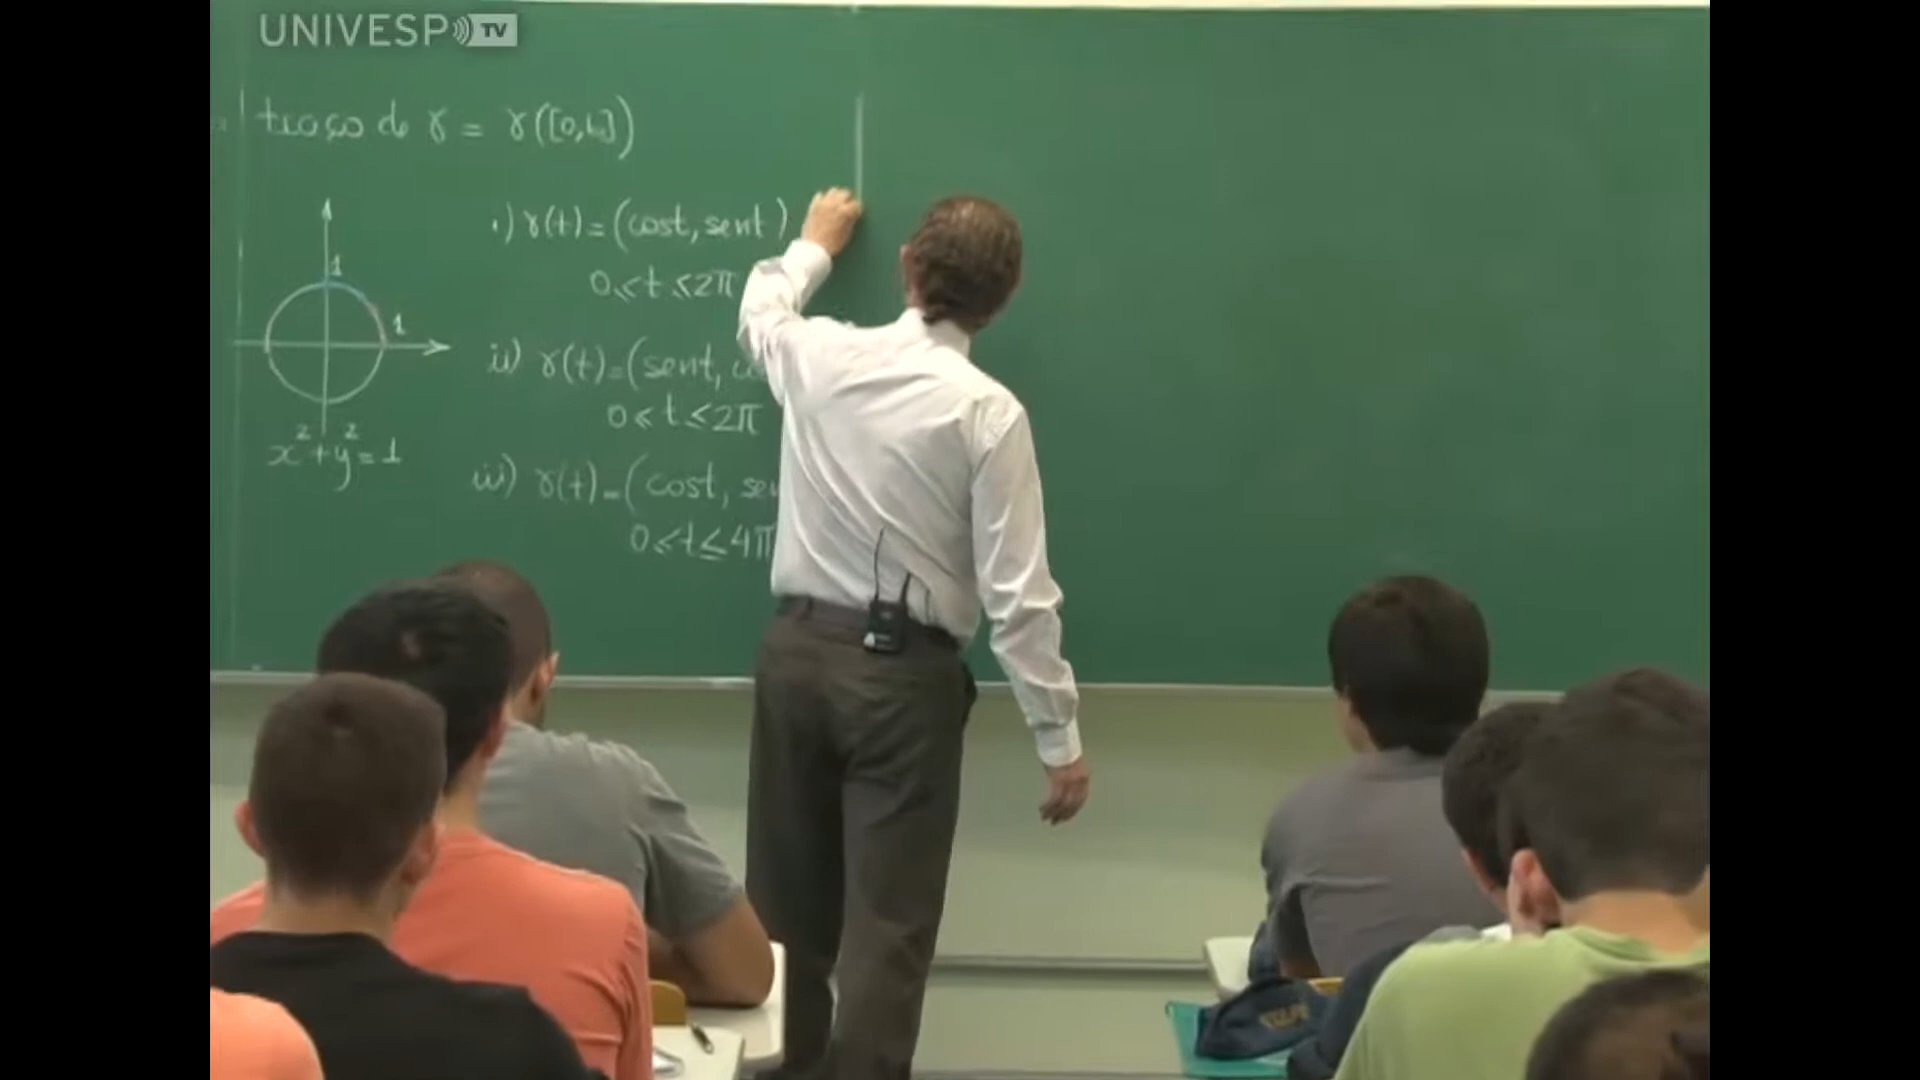 UNIVESP TV
traço de γ = γ([0,L])
i) γ(t) = (cost, sent)
0 ≤ t ≤ 2π
1
1
x² + y² = 1
ii) γ(t) = (sent,
0 ≤ t ≤ 2π
iii) γ(t) = (cost,
0 ≤ t ≤ 4π